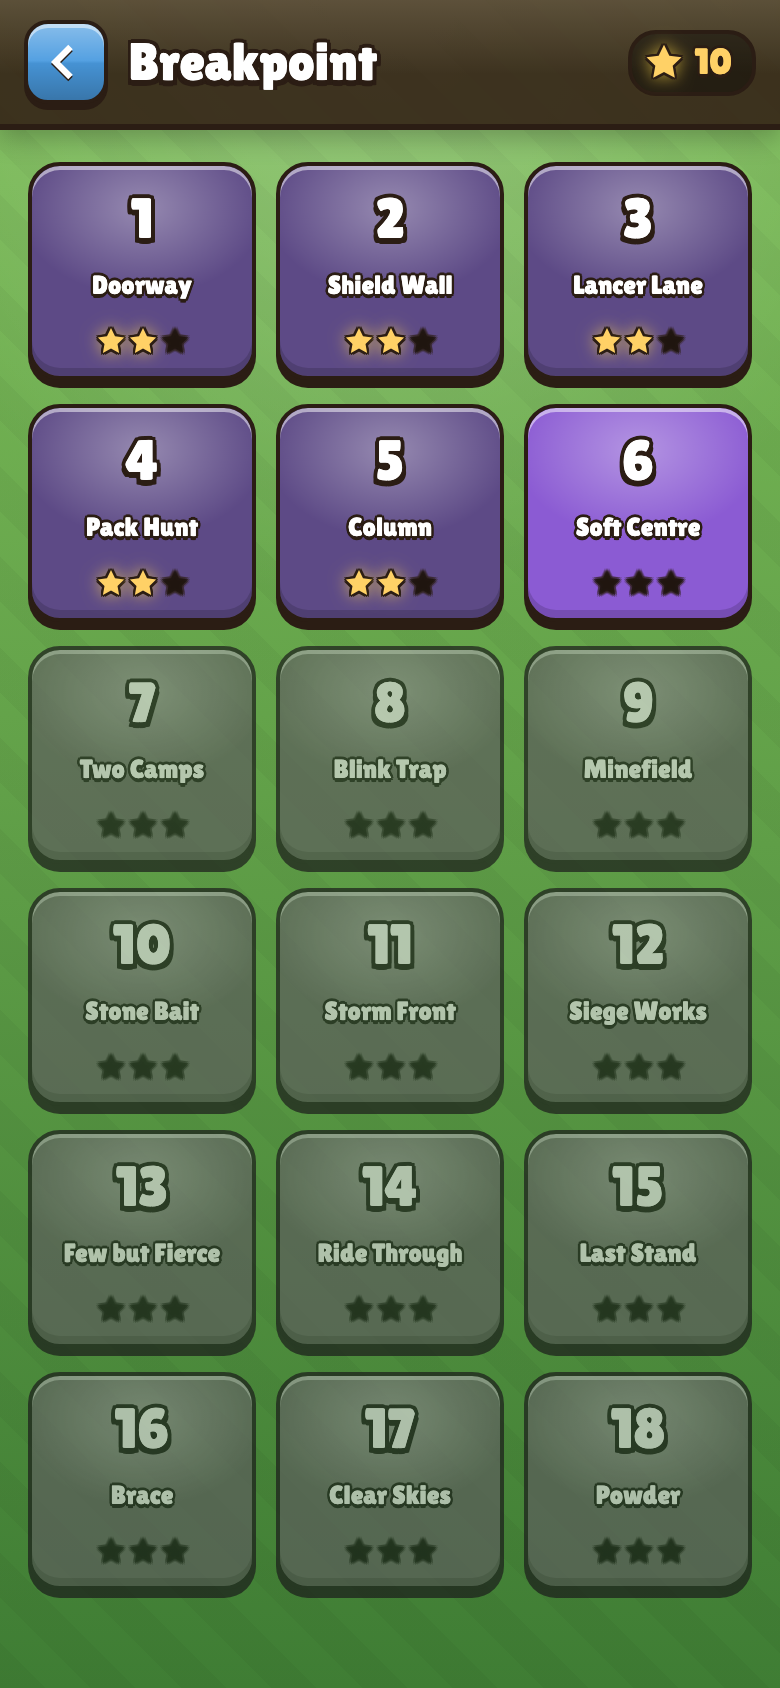 Breakpoint
10
1
Doorway
2
Shield Wall
3
Lancer Lane
4
Pack Hunt
5
Column
6
Soft Centre
7
Two Camps
8
Blink Trap
9
Minefield
10
Stone Bait
11
Storm Front
12
Siege Works
13
Few but Fierce
14
Ride Through
15
Last Stand
16
Brace
17
Clear Skies
18
Powder